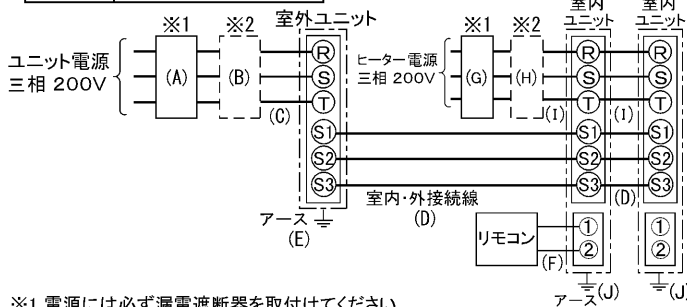 ※1
※2
室外ユニット
ユニット電源
三相 200V
(A)
(B)
(C)
R
S
T
S1
S2
S3
アース
(E)
※1
※2
ヒーター電源
三相 200V
(G)
(H)
(I)
室内
ユニット
R
S
T
S1
S2
S3
①
②
(I)
室内
ユニット
R
S
T
S1
S2
S3
①
②
室内・外接続線
(D)
(D)
リモコン
(F)
アース
(J)
(J)
※1 電源には必ず漏電遮断器を取付けてください